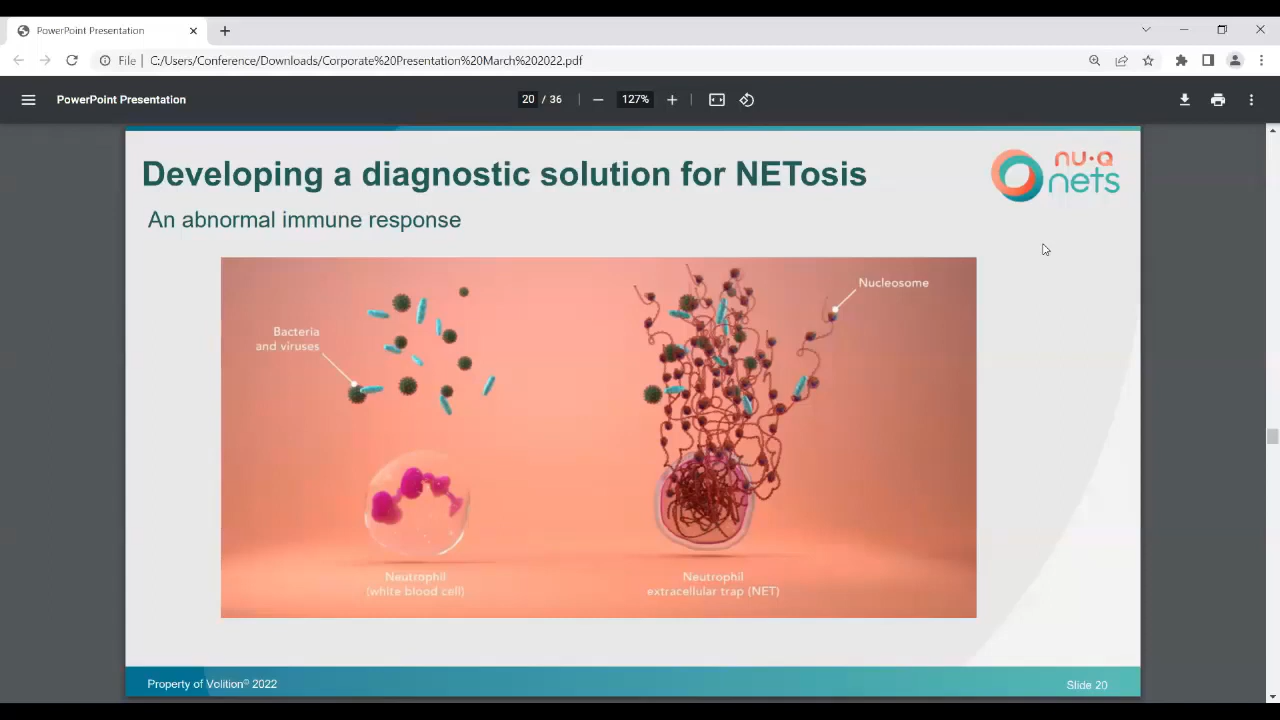 PowerPoint Presentation
File
C:/Users/Conference/Downloads/Corporate%20Presentation%20March%202022.pdf
PowerPoint Presentation
20 / 36
127%
Developing a diagnostic solution for NETosis
An abnormal immune response
nu·Q
nets
Bacteria
and viruses
Nucleosome
Neutrophil
(white blood cell)
Neutrophil
extracellular trap (NET)
Property of Volition© 2022
Slide 20